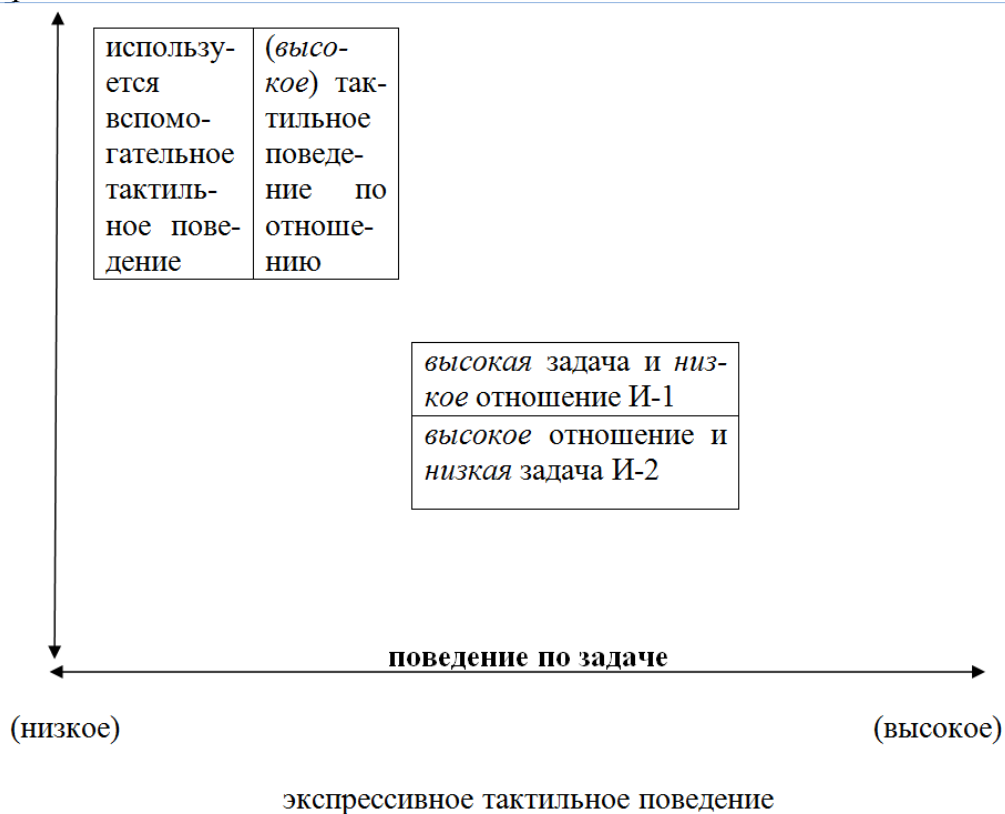 использу-
ется
вспомо-
гательное
тактиль-
ное пове-
дение
(высо-
кое) так-
тильное
поведе-
ние по
отноше-
нию
высокая задача и низ-
кое отношение И-1
высокое отношение и
низкая задача И-2
поведение по задаче
(низкое) (высокое)
экспрессивное тактильное поведение